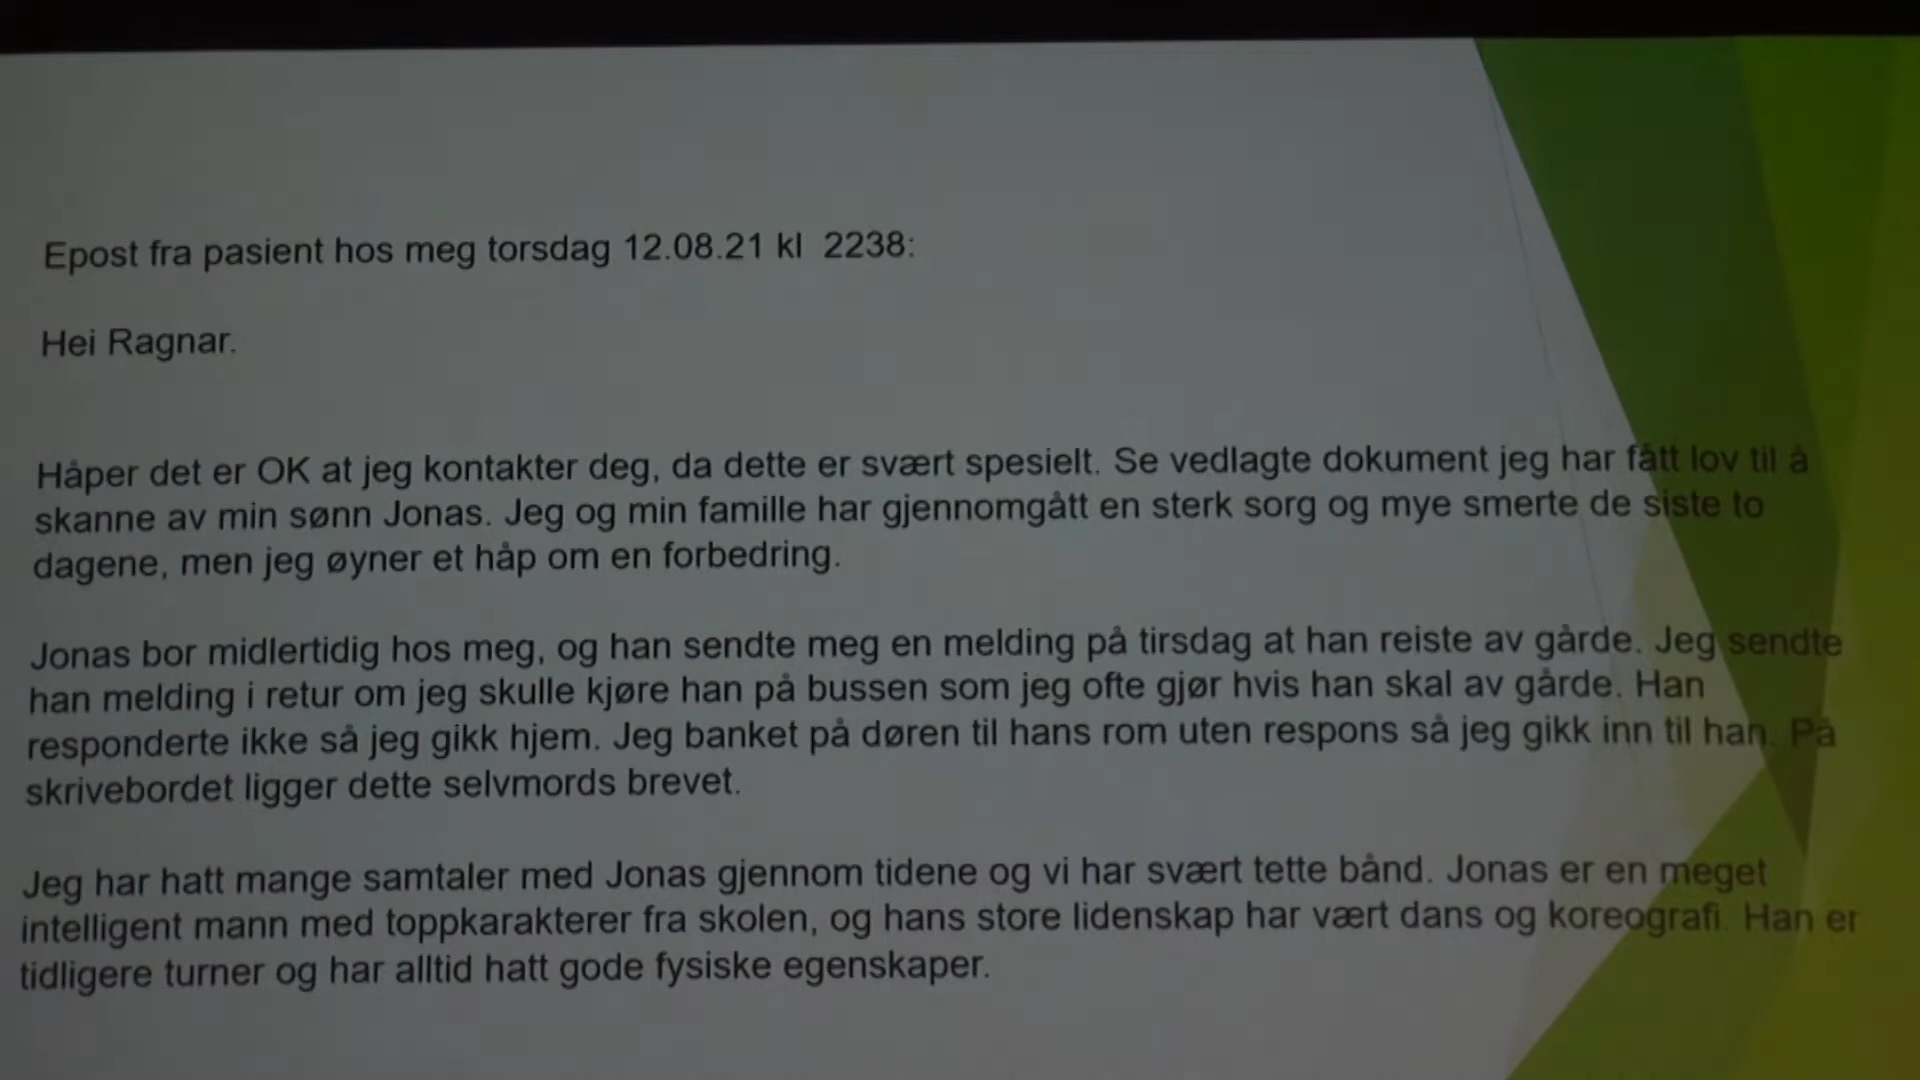 Epost fra pasient hos meg torsdag 12.08.21 kl 2238:
Hei Ragnar.
Håper det er OK at jeg kontakter deg, da dette er svært spesielt. Se vedlagte dokument jeg har fått lov til å
skanne av min sønn Jonas. Jeg og min famille har gjennomgått en sterk sorg og mye smerte de siste to
dagene, men jeg øyner et håp om en forbedring.
Jonas bor midlertidig hos meg, og han sendte meg en melding på tirsdag at han reiste av gårde. Jeg sendte
han melding i retur om jeg skulle kjøre han på bussen som jeg ofte gjør hvis han skal av gårde. Han
responderte ikke så jeg gikk hjem. Jeg banket på døren til hans rom uten respons så jeg gikk inn til han. På
skrivebordet ligger dette selvmords brevet.
Jeg har hatt mange samtaler med Jonas gjennom tidene og vi har svært tette bånd. Jonas er en meget
intelligent mann med toppkarakterer fra skolen, og hans store lidenskap har vært dans og koreografi. Han er
tidligere turner og har alltid hatt gode fysiske egenskaper.